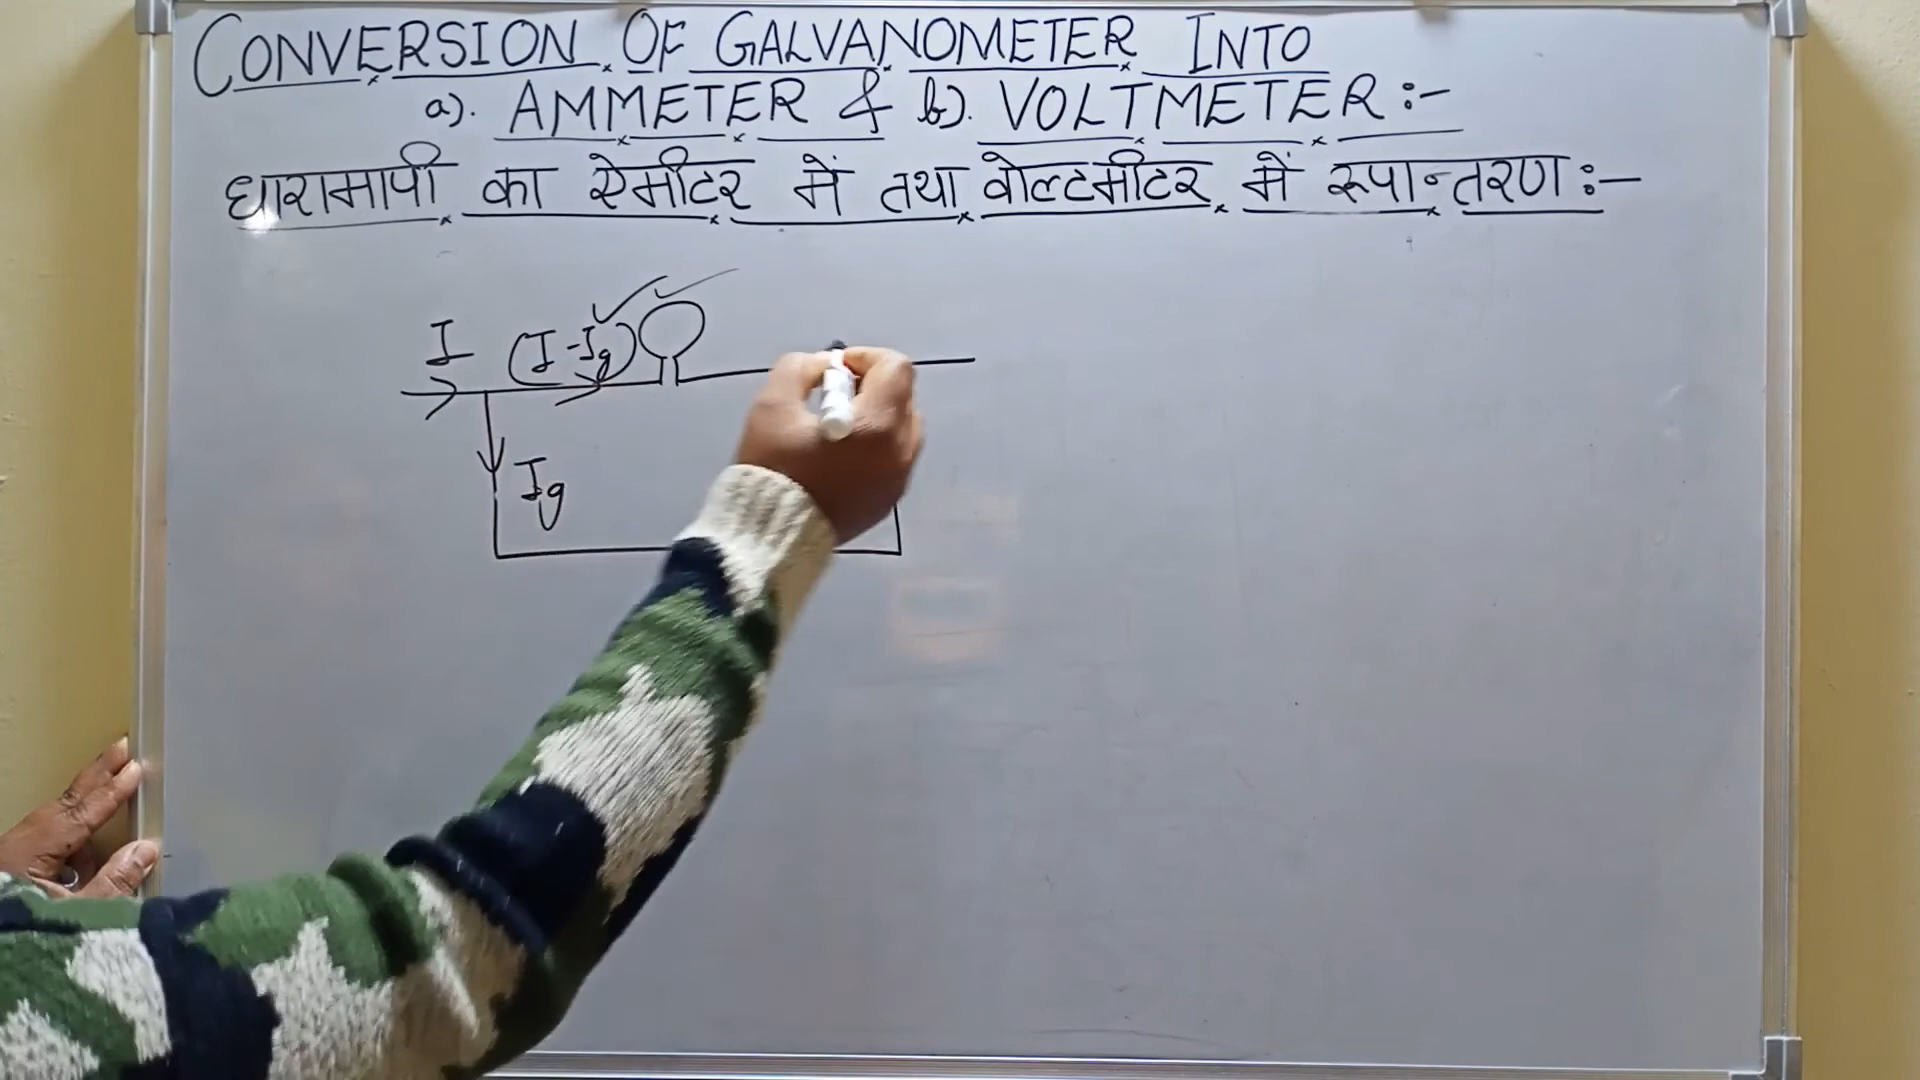 CONVERSION OF GALVANOMETER INTO
a). AMMETER & b). VOLTMETER :-
धारामापी का ऐमीटर में तथा वोल्टमीटर में रूपान्तरण :-
I (I-Ig)
Ig